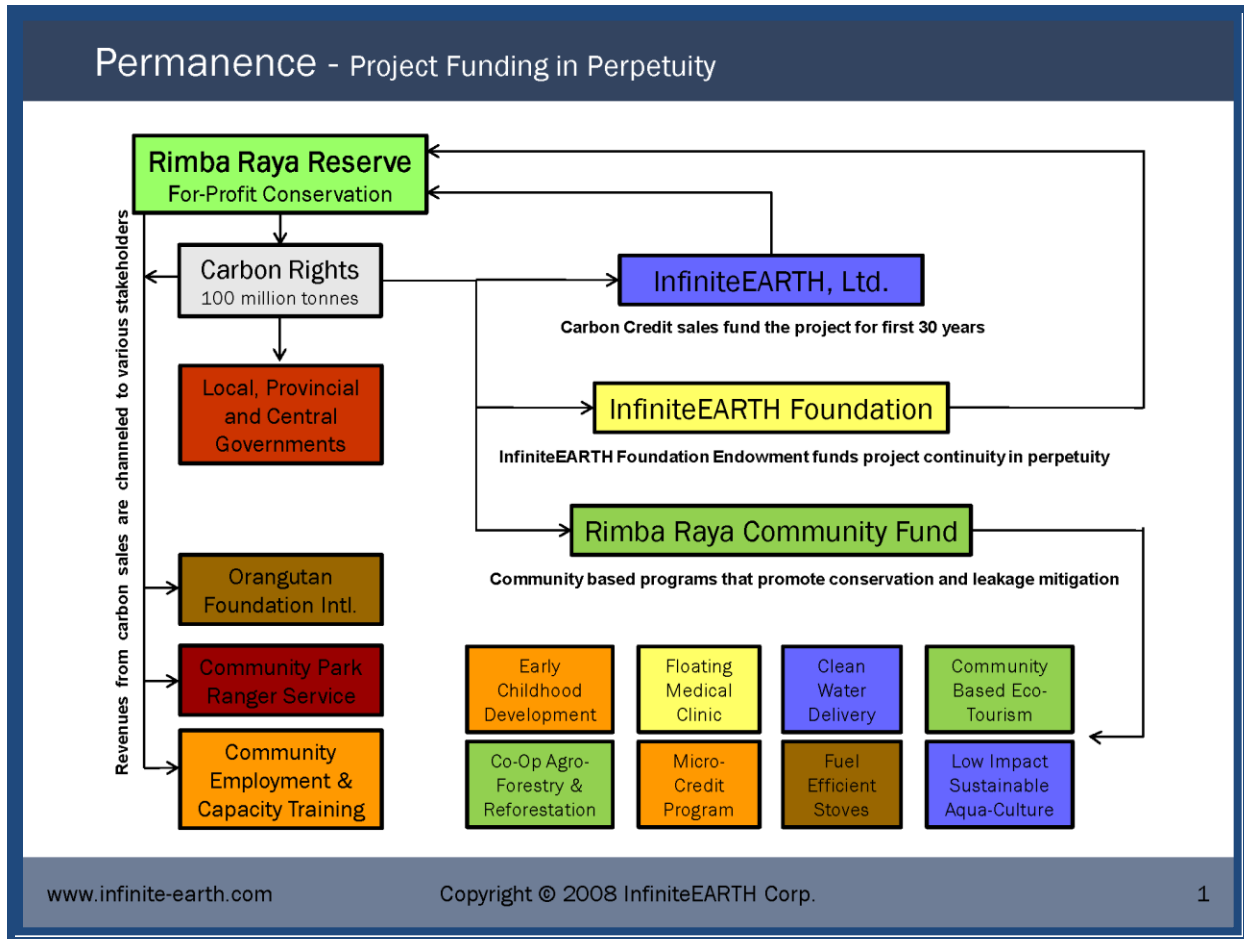 Permanence - Project Funding in Perpetuity
Rimba Raya Reserve
For-Profit Conservation
Revenues from carbon sales are channeled to various stakeholders
Carbon Rights
100 million tonnes
InfiniteEARTH, Ltd.
Carbon Credit sales fund the project for first 30 years
Local, Provincial
and Central
Governments
InfiniteEARTH Foundation
InfiniteEARTH Foundation Endowment funds project continuity in perpetuity
Rimba Raya Community Fund
Community based programs that promote conservation and leakage mitigation
Orangutan
Foundation Intl.
Community Park
Ranger Service
Community
Employment &
Capacity Training
Early
Childhood
Development
Floating
Medical
Clinic
Clean
Water
Delivery
Community
Based Eco-
Tourism
Co-Op Agro-
Forestry &
Reforestation
Micro-
Credit
Program
Fuel
Efficient
Stoves
Low Impact
Sustainable
Aqua-Culture
www.infinite-earth.com
Copyright © 2008 InfiniteEARTH Corp.
1